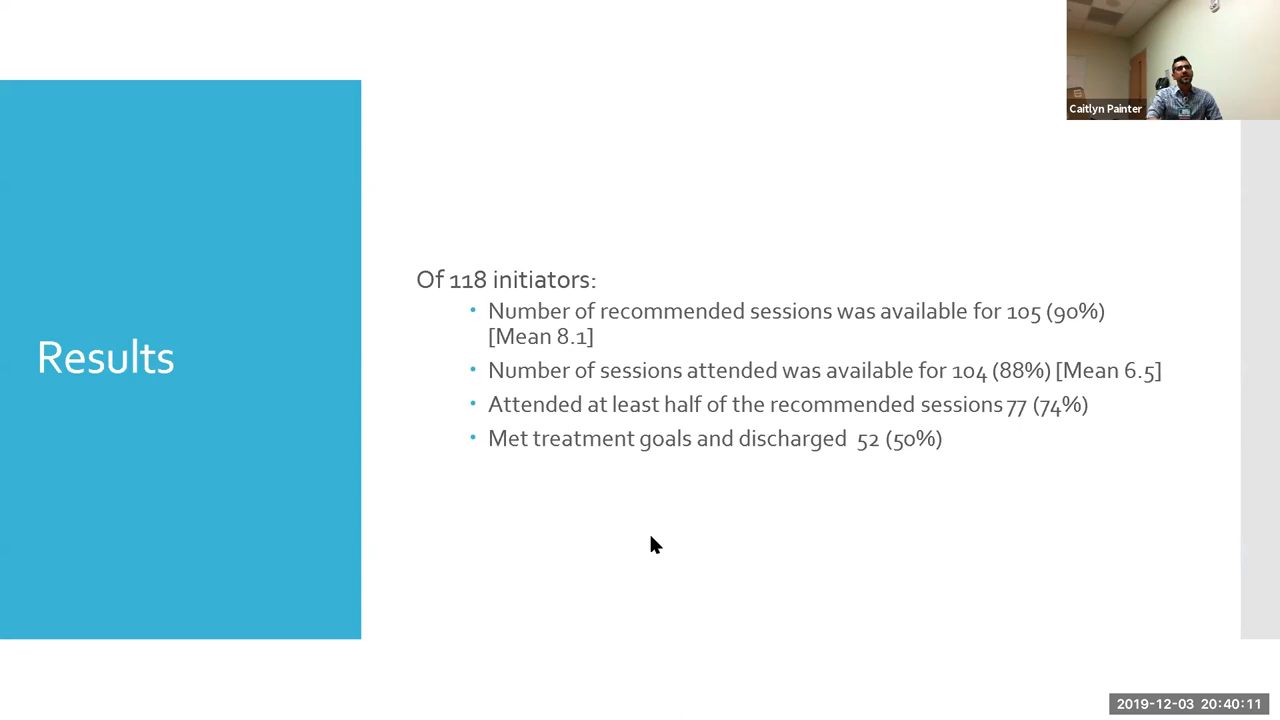 Caitlyn Painter
Results
Of 118 initiators:
• Number of recommended sessions was available for 105 (90%)
[Mean 8.1]
• Number of sessions attended was available for 104 (88%) [Mean 6.5]
• Attended at least half of the recommended sessions 77 (74%)
• Met treatment goals and discharged 52 (50%)
2019-12-03 20:40:11